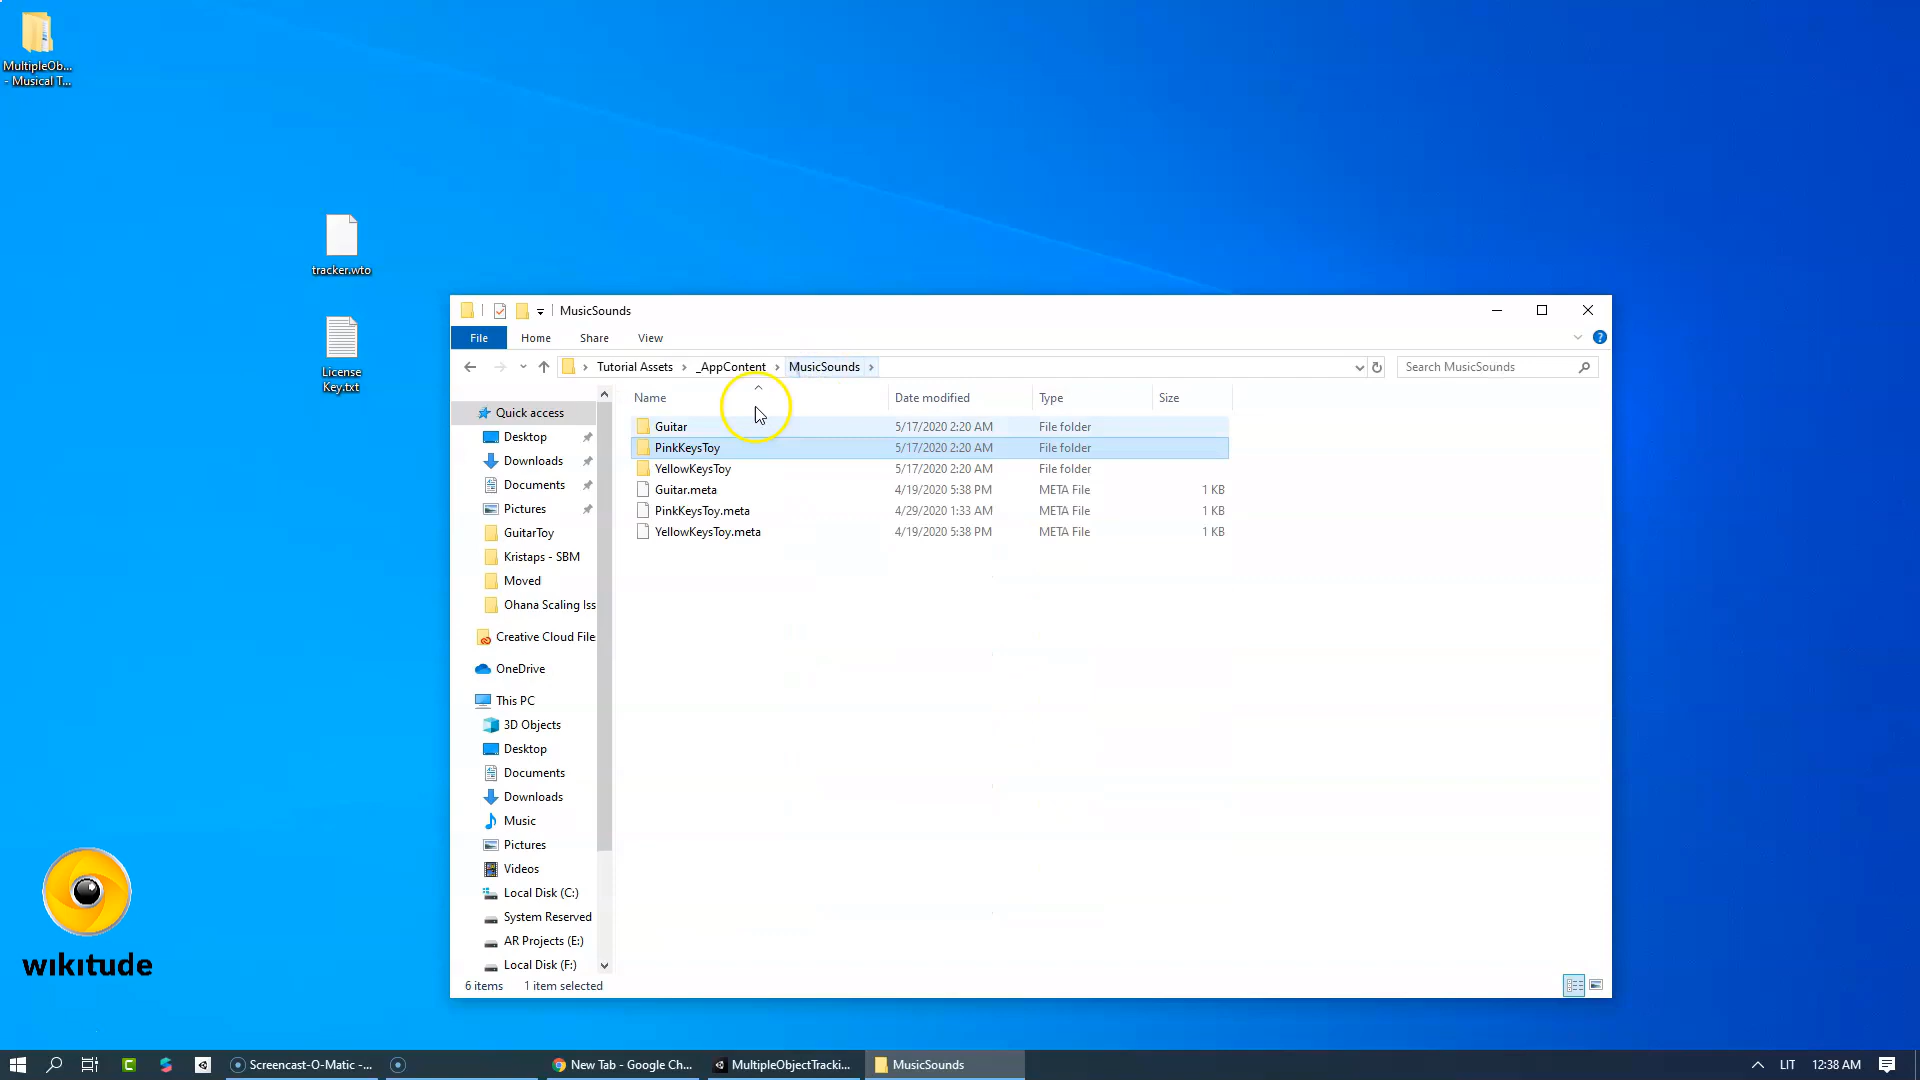 MultipleOb...
- Musical T...
tracker.wto
License
Key.txt
MusicSounds
File Home Share View
Tutorial Assets _AppContent MusicSounds
Search MusicSounds
Name Date modified Type Size
Quick access
Desktop
Downloads
Documents
Pictures
GuitarToy
Kristaps - SBM
Moved
Ohana Scaling Iss
Creative Cloud File
OneDrive
This PC
3D Objects
Desktop
Documents
Downloads
Music
Pictures
Videos
Local Disk (C:)
System Reserved
AR Projects (E:)
Local Disk (F:)
Guitar 5/17/2020 2:20 AM File folder
PinkKeysToy 5/17/2020 2:20 AM File folder
YellowKeysToy 5/17/2020 2:20 AM File folder
Guitar.meta 4/19/2020 5:38 PM META File 1 KB
PinkKeysToy.meta 4/29/2020 1:33 AM META File 1 KB
YellowKeysToy.meta 4/19/2020 5:38 PM META File 1 KB
6 items 1 item selected
wikitude
Screencast-O-Matic -... New Tab - Google Ch... MultipleObjectTracki... MusicSounds LIT 12:38 AM